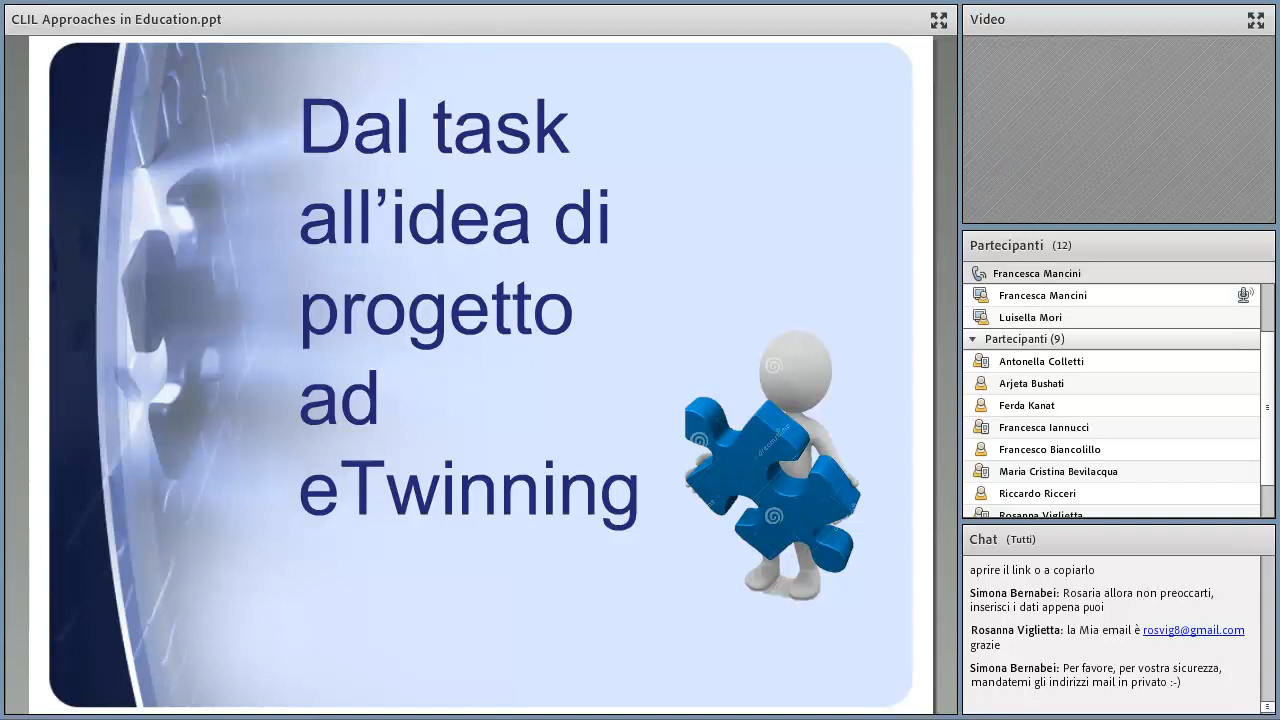 CLIL Approaches in Education.ppt
Dal task
all’idea di
progetto
ad
eTwinning
dreamstime
Video
Partecipanti (12)
Francesca Mancini
Francesca Mancini
Luisella Mori
Partecipanti (9)
Antonella Colletti
Arjeta Bushati
Ferda Kanat
Francesca Iannucci
Francesco Biancolillo
Maria Cristina Bevilacqua
Riccardo Ricceri
Rosanna Viglietta
Chat (Tutti)
aprire il link o a copiarlo
Simona Bernabei: Rosaria allora non preoccarti,
inserisci i dati appena puoi
Rosanna Viglietta: la Mia email è rosvig8@gmail.com
grazie
Simona Bernabei: Per favore, per vostra sicurezza,
mandatemi gli indirizzi mail in privato :-)